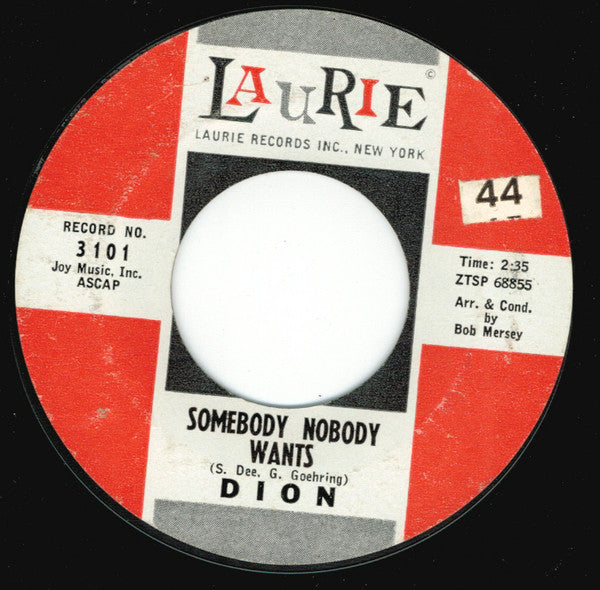 LAURIE ©
LAURIE RECORDS INC., NEW YORK
44
RECORD NO.
3101
Joy Music, Inc.
ASCAP
Time: 2:35
ZTSP 68855
Arr. & Cond.
by
Bob Mersey
SOMEBODY NOBODY
WANTS
(S. Dee, G. Goehring)
DION